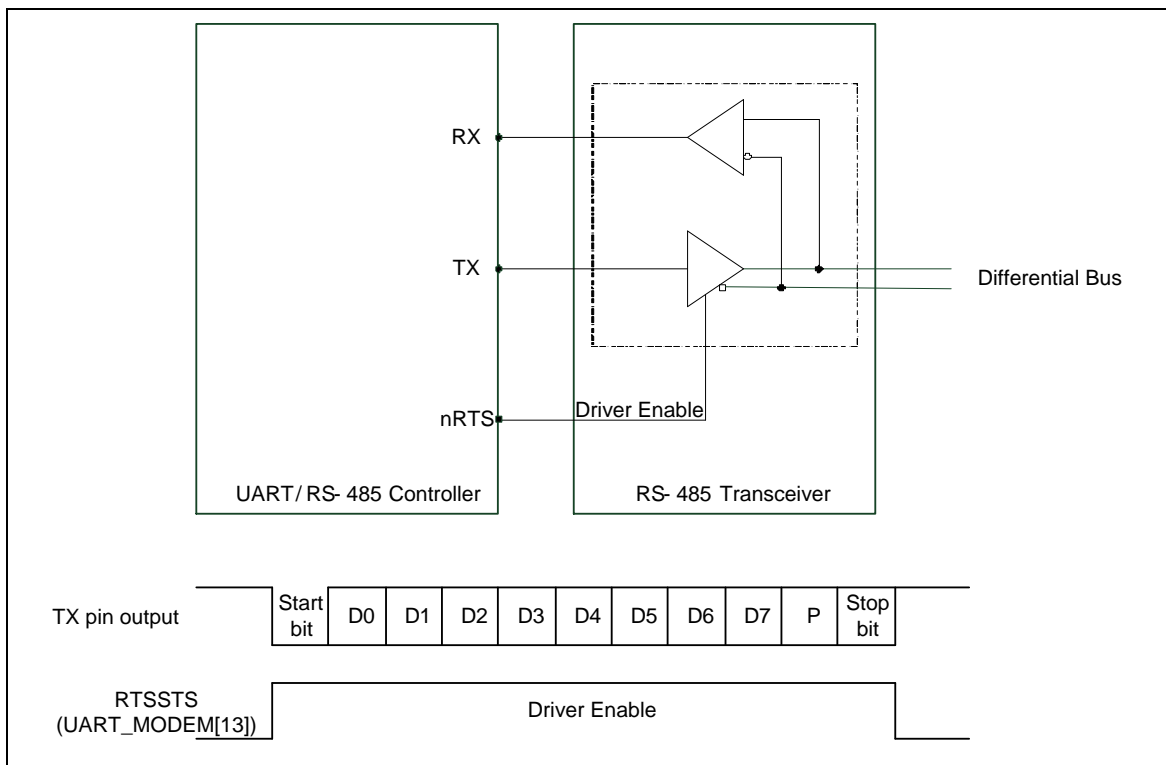 RX
TX
Differential Bus
nRTS
Driver Enable
UART/RS-485 Controller
RS-485 Transceiver
TX pin output
Start bit
D0
D1
D2
D3
D4
D5
D6
D7
P
Stop bit
RTSSTS
(UART_MODEM[13])
Driver Enable